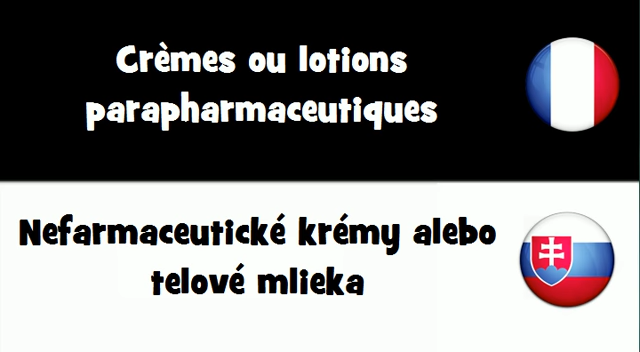 Crèmes ou lotions
parapharmaceutiques
Nefarmaceutické krémy alebo
telové mlieka